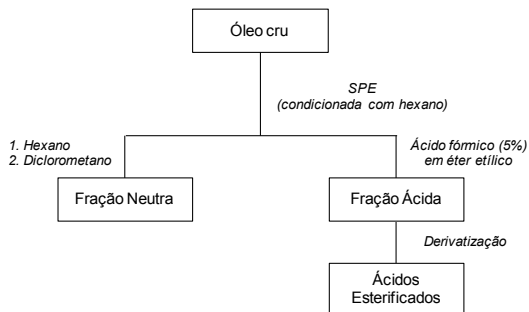 Óleo cru
SPE
(condicionada com hexano)
1. Hexano
2. Diclorometano
Ácido fórmico (5%)
em éter etílico
Fração Neutra
Fração Ácida
Derivatização
Ácidos
Esterificados